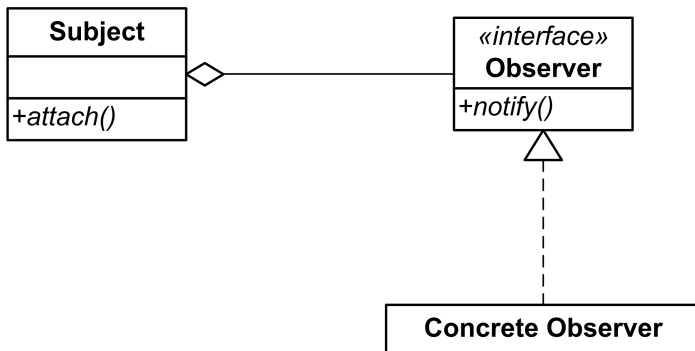 Subject
+attach()
«interface»
Observer
+notify()
Concrete Observer